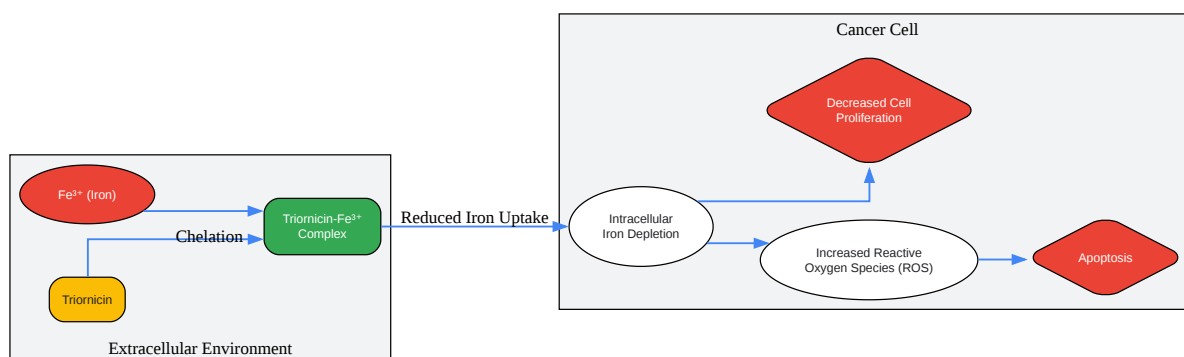 Cancer Cell
Decreased Cell
Proliferation
Fe³⁺ (Iron)
Triornicin-Fe³⁺
Complex
Chelation
Triornicin
Extracellular Environment
Reduced Iron Uptake
Intracellular
Iron Depletion
Increased Reactive
Oxygen Species (ROS)
Apoptosis